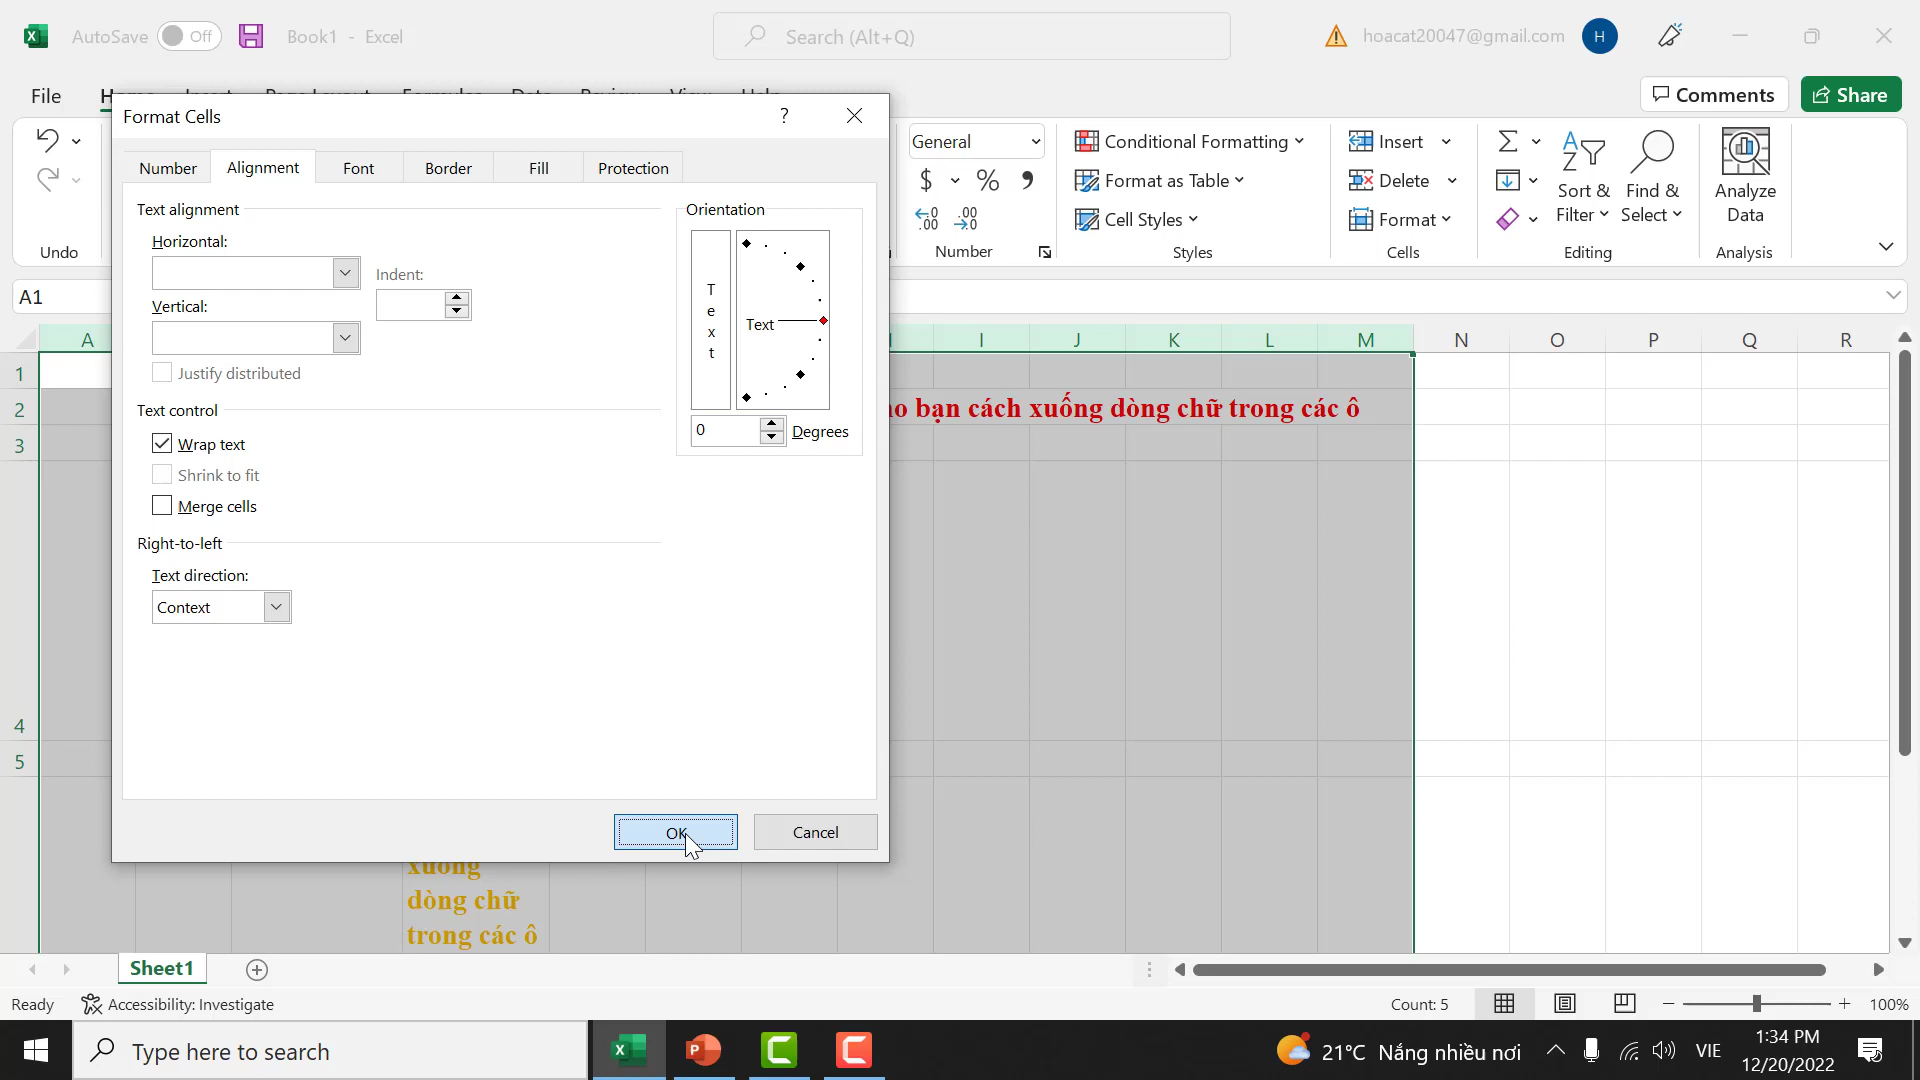 AutoSave Off Book1 - Excel
Search (Alt+Q)
hoacat20047@gmail.com
H
File
Comments
Share
Format Cells
Number Alignment Font Border Fill Protection
Text alignment
Horizontal:
Indent:
Vertical:
Justify distributed
Text control
Wrap text
Shrink to fit
Merge cells
Right-to-left
Text direction:
Context
Orientation
Text
Text
0 Degrees
OK Cancel
Undo
General
$ % ,
Number
Conditional Formatting
Format as Table
Cell Styles
Styles
Insert
Delete
Format
Cells
Sort & Filter
Find & Select
Editing
Analyze Data
Analysis
A1
A I J K L M N O P Q R
1
2
ạn cách xuống dòng chữ trong các ô
3
4
5
dòng chữ
trong các ô
Sheet1
Ready Accessibility: Investigate Count: 5 100%
Type here to search
21°C Nắng nhiều nơi VIE
1:34 PM
12/20/2022